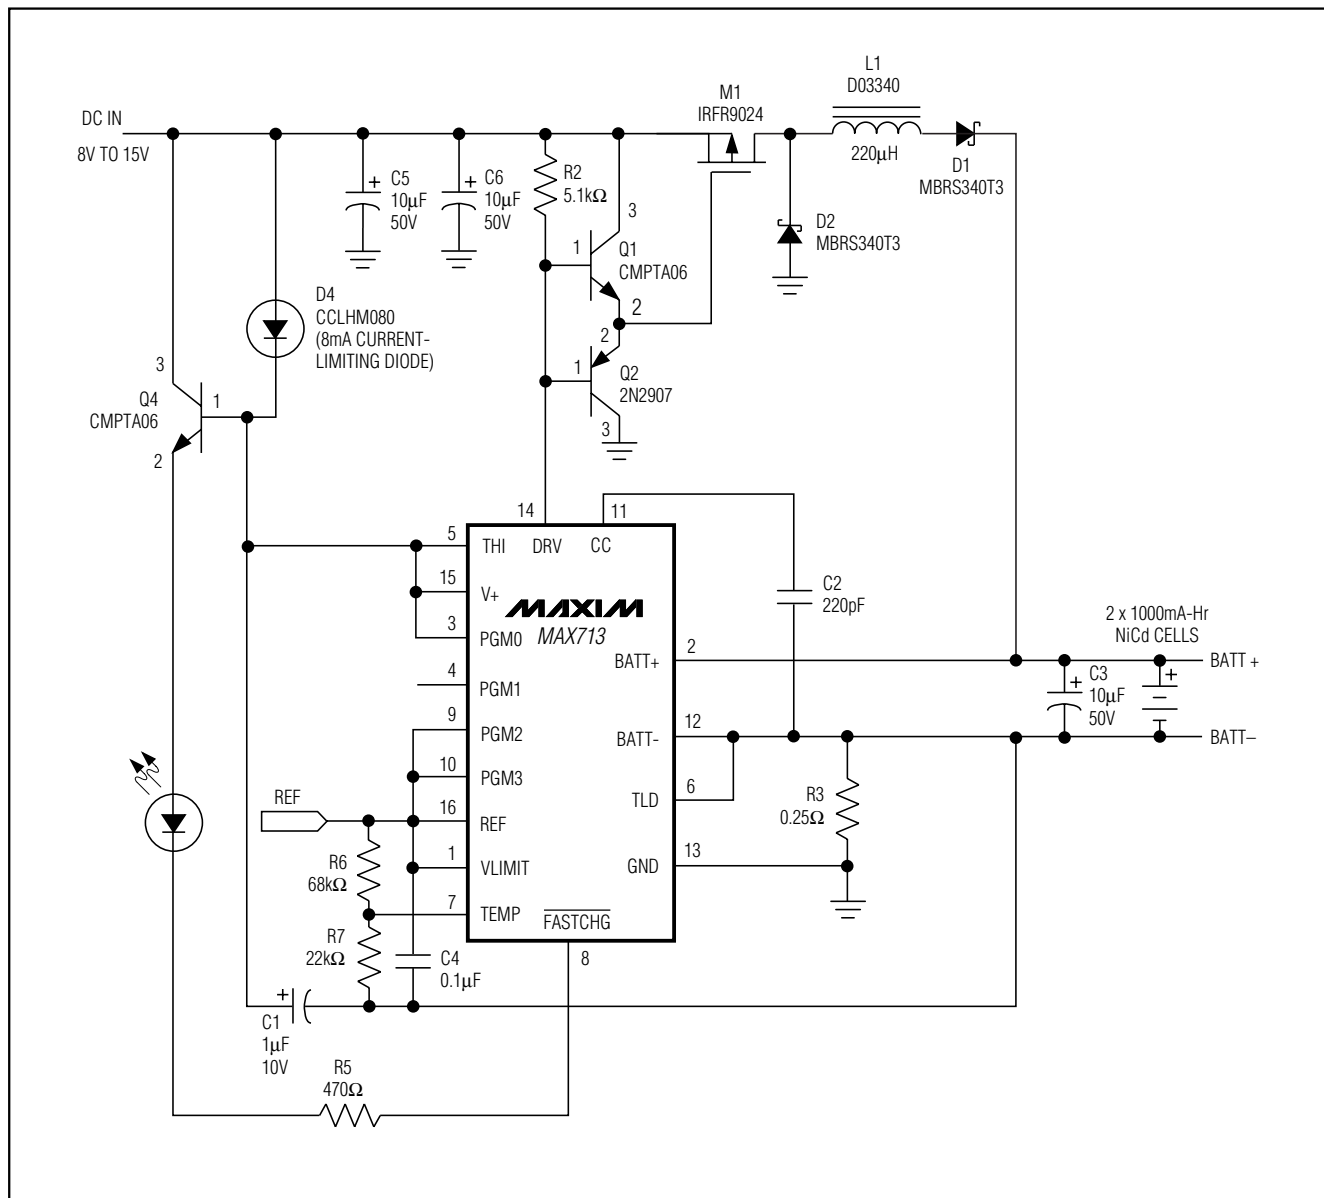 L1
D03340
M1
IRFR9024
DC IN
8V TO 15V
220μH
D1
MBRS340T3
C5
10μF
50V
C6
10μF
50V
R2
5.1kΩ
3
1
Q1
CMPTA06
2
D2
MBRS340T3
D4
CCLHM080
(8mA CURRENT-
LIMITING DIODE)
2
1
Q2
2N2907
3
3
1
Q4
CMPTA06
2
14
11
5
THI
DRV
CC
15
V+
MAXIM
MAX713
3
PGM0
4
PGM1
9
PGM2
10
PGM3
16
REF
1
VLIMIT
7
TEMP
FASTCHG
8
2
BATT+
12
BATT-
6
TLD
13
GND
C2
220pF
2 x 1000mA-Hr
NiCd CELLS
BATT +
+
C3
10μF
50V
+
BATT–
R3
0.25Ω
REF
R6
68kΩ
R7
22kΩ
C4
0.1μF
+
C1
1μF
10V
R5
470Ω
+
+